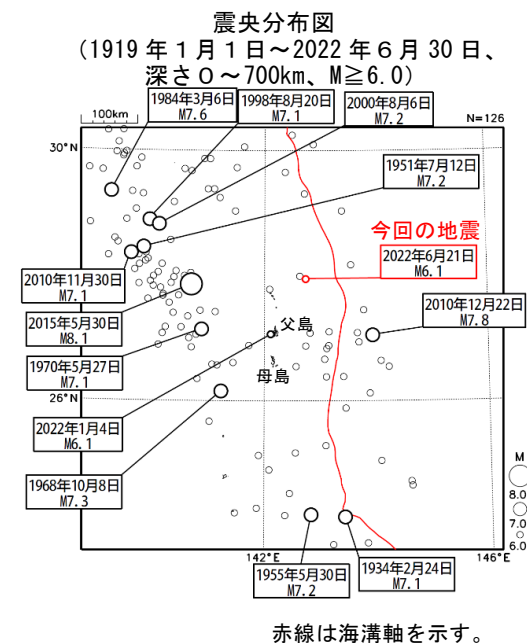 震央分布図
(1919 年１月１日～2022 年６月 30 日、
深さ０～700km、M≧6.0)
100km
1984年3月6日
M7.6
1998年8月20日
M7.1
2000年8月6日
M7.2
N=126
30°N
1951年7月12日
M7.2
今回の地震
2022年6月21日
M6.1
2010年11月30日
M7.1
2015年5月30日
M8.1
2010年12月22日
M7.8
父島
1970年5月27日
M7.1
母島
26°N
2022年1月4日
M6.1
1968年10月8日
M7.3
M
8.0
7.0
6.0
142°E
146°E
1955年5月30日
M7.2
1934年2月24日
M7.1
赤線は海溝軸を示す。